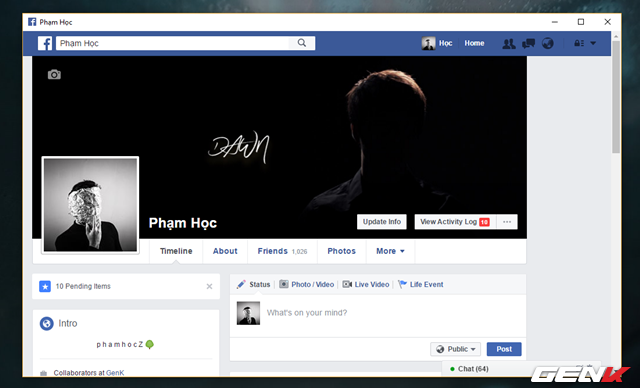 Phạm Học
f Phạm Học Học Home
DAWN
Phạm Học
Update Info View Activity Log 10 ...
Timeline About Friends 1,026 Photos More
10 Pending Items
Status Photo / Video Live Video Life Event
What's on your mind?
Intro
phamhocZ
Public Post
Collaborators at GenK
Chat (64)
GENK